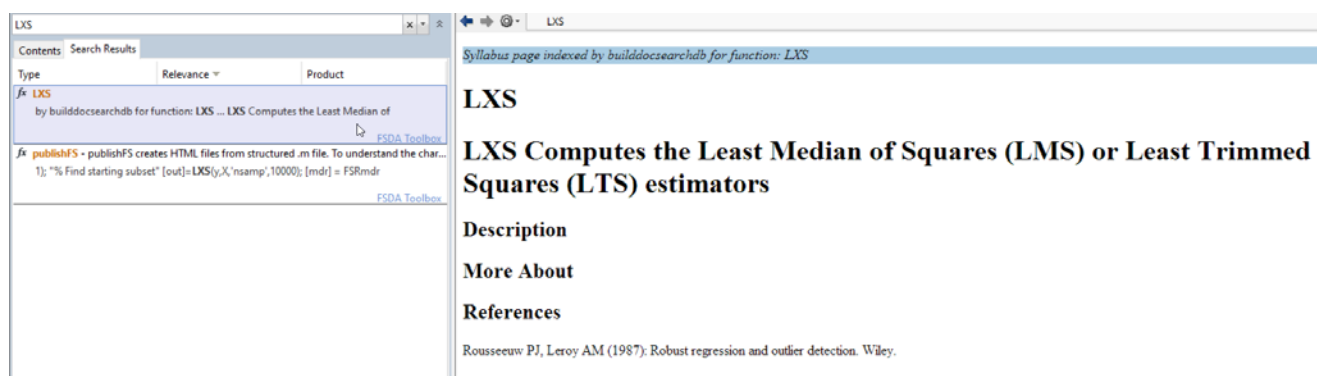 LXS
Contents Search Results
Type Relevance Product
fx LXS
by builddocsearchdb for function: LXS ... LXS Computes the Least Median of
FSDA Toolbox
fx publishFS - publishFS creates HTML files from structured .m file. To understand the char...
1); "% Find starting subset" [out]=LXS(y,X,'nsamp',10000); [mdr] = FSRmdr
FSDA Toolbox
LXS
Syllabus page indexed by builddocsearchdb for function: LXS
LXS
LXS Computes the Least Median of Squares (LMS) or Least Trimmed
Squares (LTS) estimators
Description
More About
References
Rousseeuw PJ, Leroy AM (1987): Robust regression and outlier detection. Wiley.